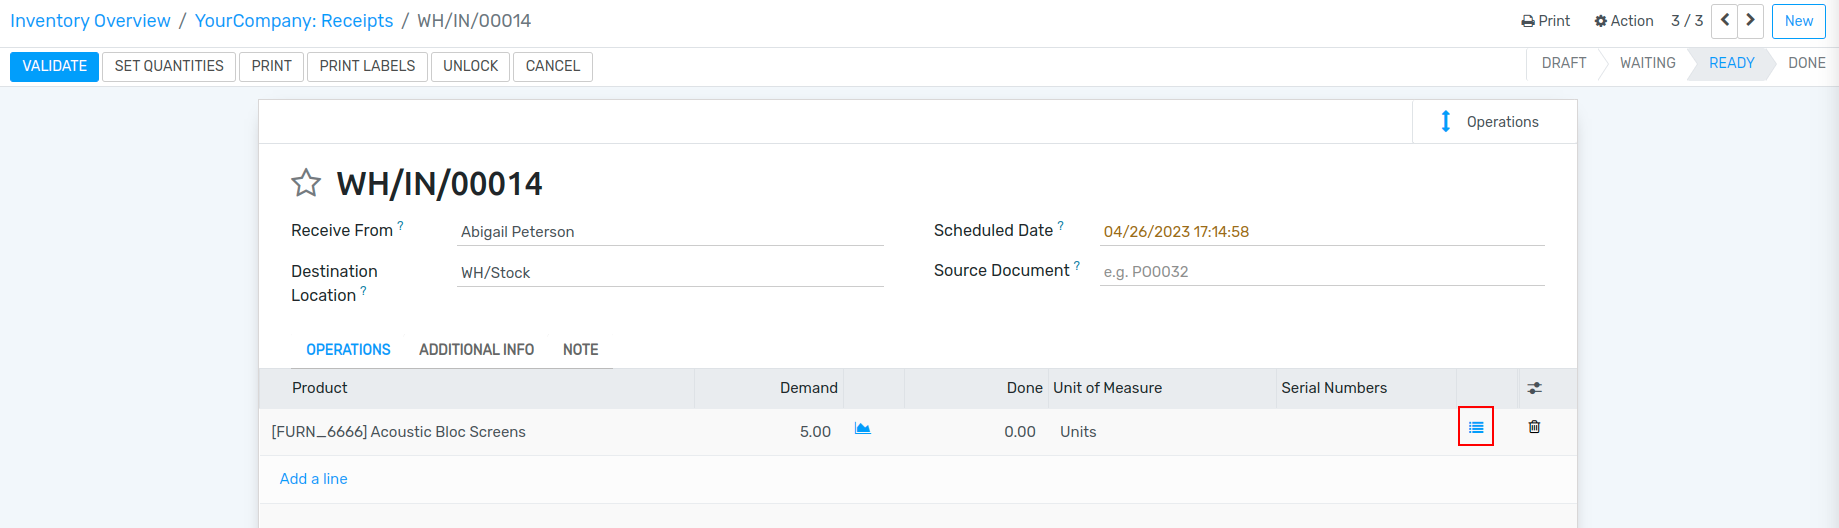 Inventory Overview / YourCompany: Receipts / WH/IN/00014
Print Action 3 / 3 New
VALIDATE SET QUANTITIES PRINT PRINT LABELS UNLOCK CANCEL
DRAFT WAITING READY DONE
Operations
WH/IN/00014
Receive From ? Abigail Peterson
Scheduled Date ? 04/26/2023 17:14:58
Destination Location ? WH/Stock
Source Document ? e.g. PO0032
OPERATIONS ADDITIONAL INFO NOTE
Product Demand Done Unit of Measure Serial Numbers
[FURN_6666] Acoustic Bloc Screens 5.00 0.00 Units
Add a line